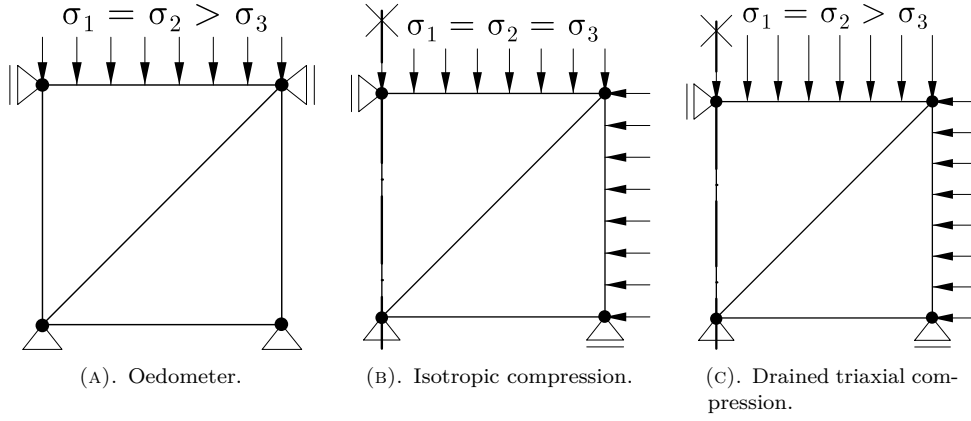 σ₁ = σ₂ > σ₃
σ₁ = σ₂ = σ₃
σ₁ = σ₂ > σ₃
(A). Oedometer.
(B). Isotropic compression.
(C). Drained triaxial com-
pression.